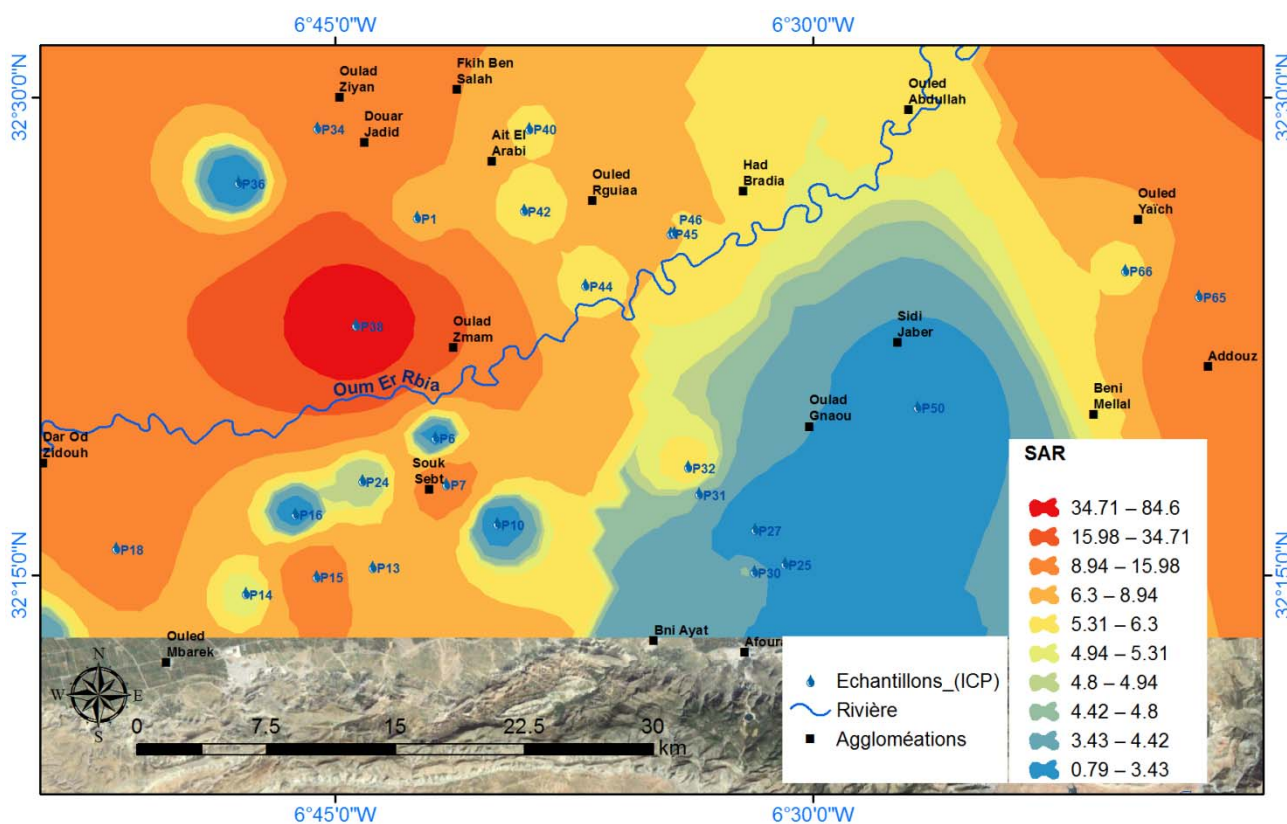 6°45'0"W
6°30'0"W
32°30'0"N
32°30'0"N
Oulad
Ziyan
Fkih Ben
Salah
Ouled
Abdullah
P34
Douar
Jadid
P40
Ait El
Arabi
P36
Ouled
Rguiaa
Had
Bradia
Ouled
Yaïch
P1
P42
P46
P45
P66
P44
P65
P38
Oulad
Zmam
Sidi
Jaber
Addouz
Oum Er Rbia
P50
Beni
Mellal
Oulad
Gnaou
P6
Dar Od
Zidouh
Souk
Sebt
P24
P7
P32
P31
P16
P10
P27
P18
P13
P15
P30
P25
P14
32°15'0"N
32°15'0"N
Ouled
Mbarek
Bni Ayat
Afoura
N
W
E
S
0
7.5
15
22.5
30
km
Echantillons_(ICP)
Rivière
Aggloméations
SAR
34.71 – 84.6
15.98 – 34.71
8.94 – 15.98
6.3 – 8.94
5.31 – 6.3
4.94 – 5.31
4.8 – 4.94
4.42 – 4.8
3.43 – 4.42
0.79 – 3.43
6°45'0"W
6°30'0"W